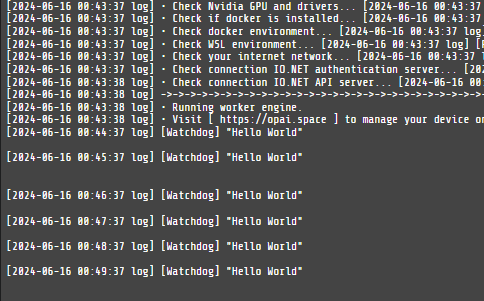 [2024-06-16 00:43:37 log] · Check Nvidia GPU and drivers... [2024-06-16 00:43:37
[2024-06-16 00:43:37 log] · Check if docker is installed... [2024-06-16 00:43:37
[2024-06-16 00:43:37 log] · Check docker environment... [2024-06-16 00:43:37 log]
[2024-06-16 00:43:37 log] · Check WSL environment... [2024-06-16 00:43:37 log] [
[2024-06-16 00:43:37 log] · Check your internet network... [2024-06-16 00:43:37
[2024-06-16 00:43:38 log] · Check connection IO.NET authentication server... [202
[2024-06-16 00:43:38 log] · Check connection IO.NET API server... [2024-06-16 00:
[2024-06-16 00:43:38 log] ->->->->->->->->->->->->->->->->->->->->->->->->->->->
[2024-06-16 00:43:38 log] · Running worker engine.
[2024-06-16 00:43:38 log] · Visit [ https://opai.space ] to manage your device on
[2024-06-16 00:44:37 log] [Watchdog] "Hello World"
[2024-06-16 00:45:37 log] [Watchdog] "Hello World"
[2024-06-16 00:46:37 log] [Watchdog] "Hello World"
[2024-06-16 00:47:37 log] [Watchdog] "Hello World"
[2024-06-16 00:48:37 log] [Watchdog] "Hello World"
[2024-06-16 00:49:37 log] [Watchdog] "Hello World"